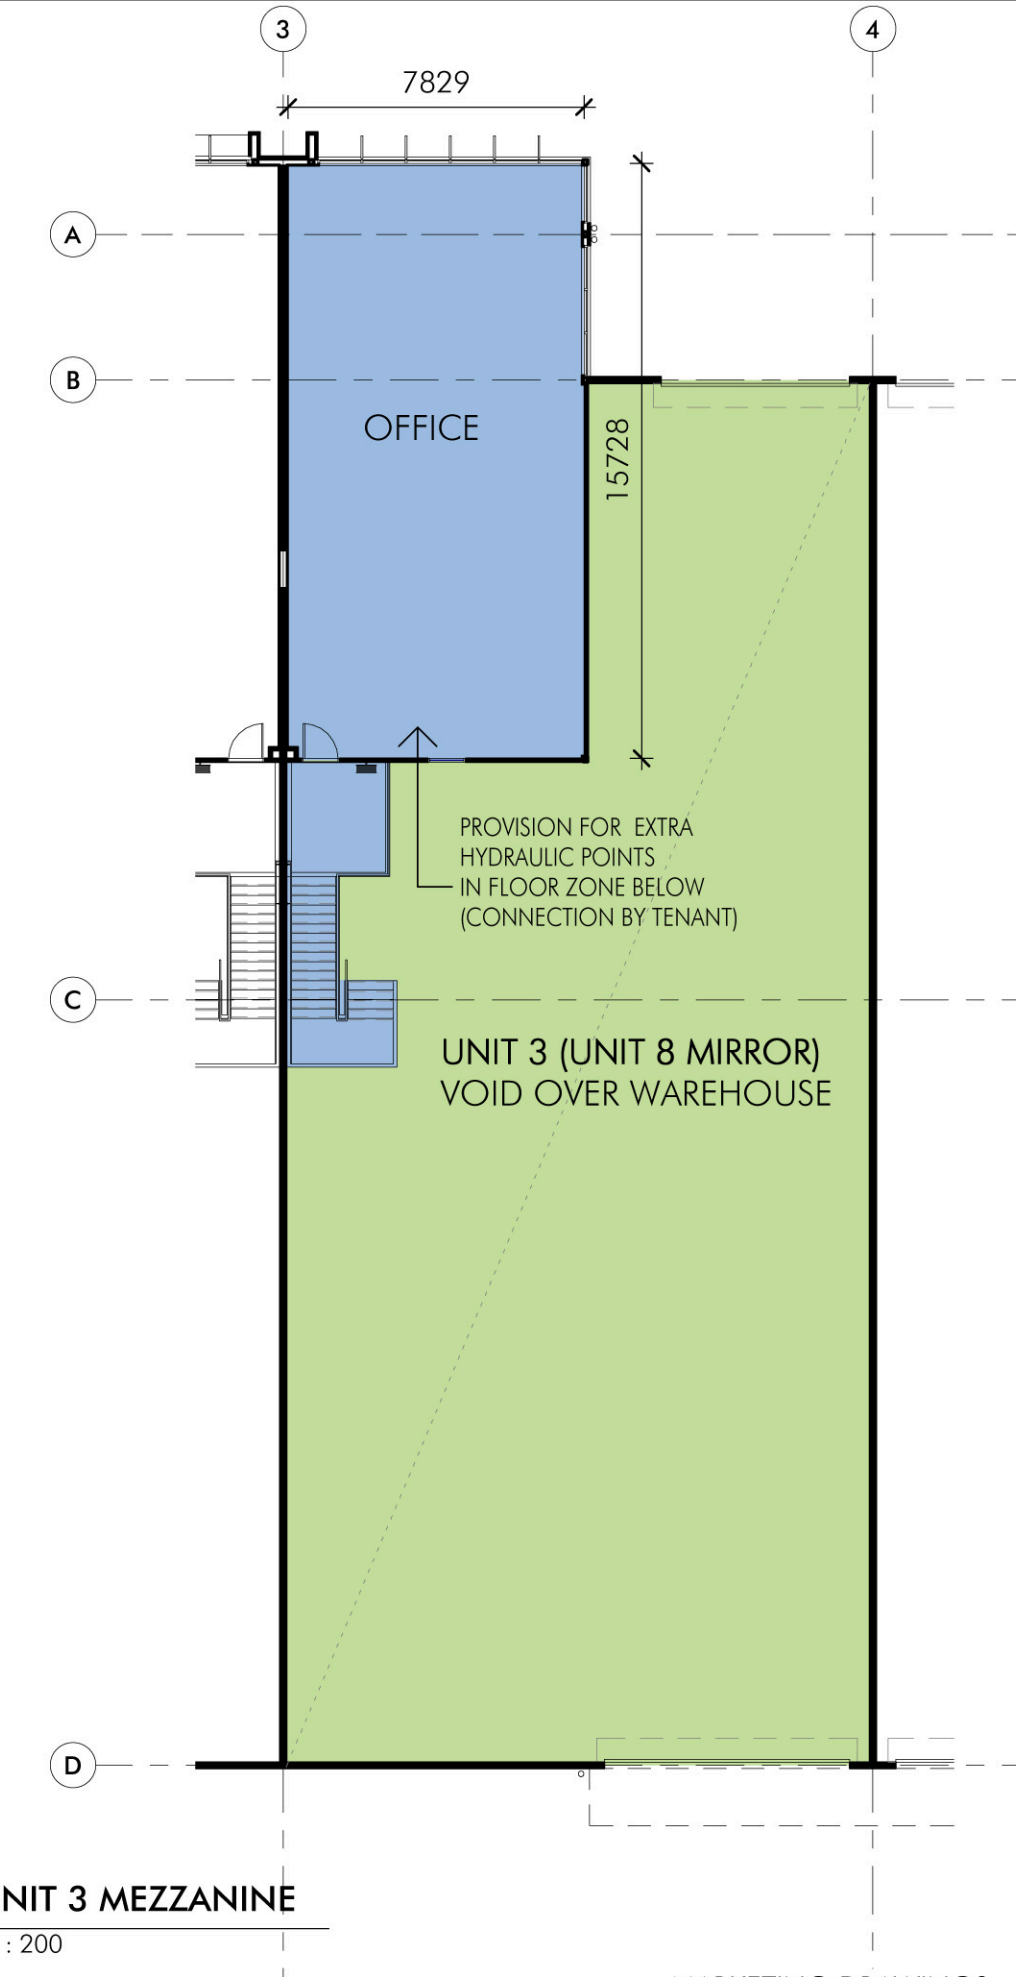 3
4
7829
A
B
OFFICE
15728
PROVISION FOR EXTRA
HYDRAULIC POINTS
IN FLOOR ZONE BELOW
(CONNECTION BY TENANT)
C
UNIT 3 (UNIT 8 MIRROR)
VOID OVER WAREHOUSE
D
NIT 3 MEZZANINE
: 200